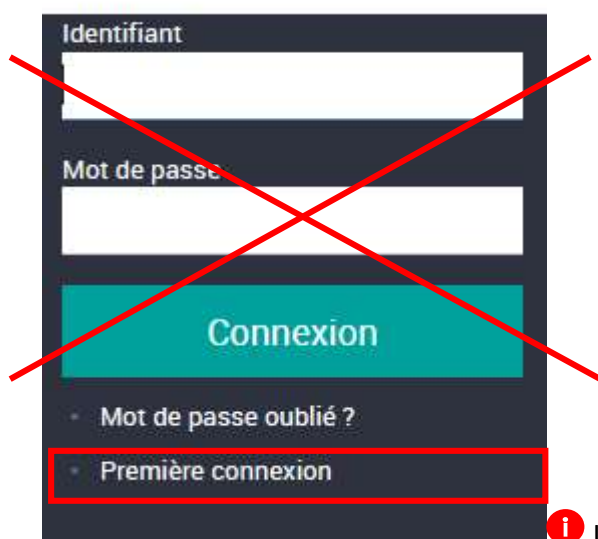 Identifiant
Mot de passe
Connexion
Mot de passe oublié ?
Première connexion
i